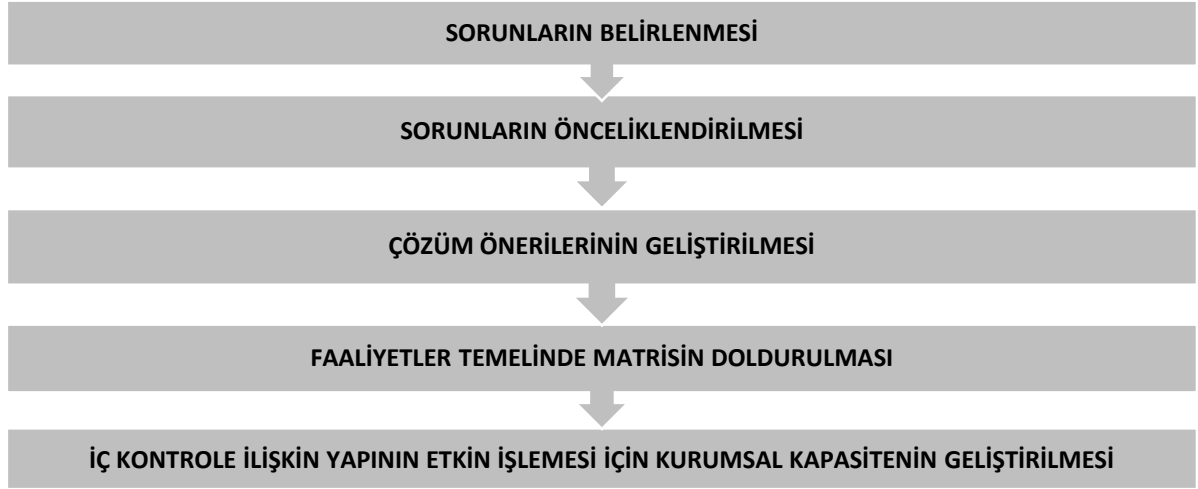 SORUNLARIN BELİRLENMESİ
SORUNLARIN ÖNCELİKLENDİRİLMESİ
ÇÖZÜM ÖNERİLERİNİN GELİŞTİRİLMESİ
FAALİYETLER TEMELİNDE MATRİSİN DOLDURULMASI
İÇ KONTROLE İLİŞKİN YAPININ ETKİN İŞLEMESİ İÇİN KURUMSAL KAPASİTENİN GELİŞTİRİLMESİ